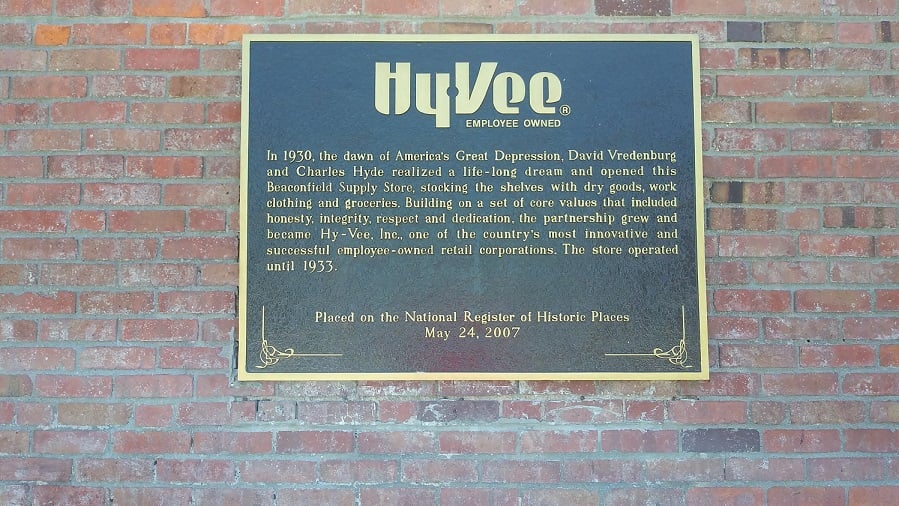 HyVee®
EMPLOYEE OWNED
In 1930, the dawn of America's Great Depression, David Vredenburg
and Charles Hyde realized a life-long dream and opened this
Beaconfield Supply Store, stocking the shelves with dry goods, work
clothing and groceries. Building on a set of core values that included
honesty, integrity, respect and dedication, the partnership grew and
became Hy-Vee, Inc., one of the country's most innovative and
successful employee-owned retail corporations. The store operated
until 1933.
Placed on the National Register of Historic Places
May 24, 2007